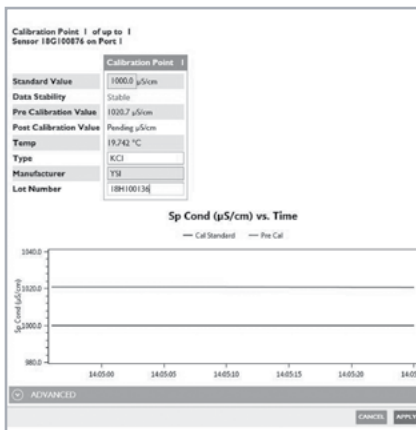 Calibration Point 1 of up to 1
Sensor 18G100876 on Port 1
Calibration Point 1
Standard Value 1000.0 µS/cm
Data Stability Stable
Pre Calibration Value 1020.7 µS/cm
Post Calibration Value Pending µS/cm
Temp 19.742 °C
Type KCl
Manufacturer YSI
Lot Number 18H100136
Sp Cond (µS/cm) vs. Time
Cal Standard Pre Cal
Sp Cond (µS/cm)
1040.0
1020.0
1000.0
980.0
14:05:00 14:05:05 14:05:10 14:05:15 14:05:20 14:05
ADVANCED
CANCEL APPLY